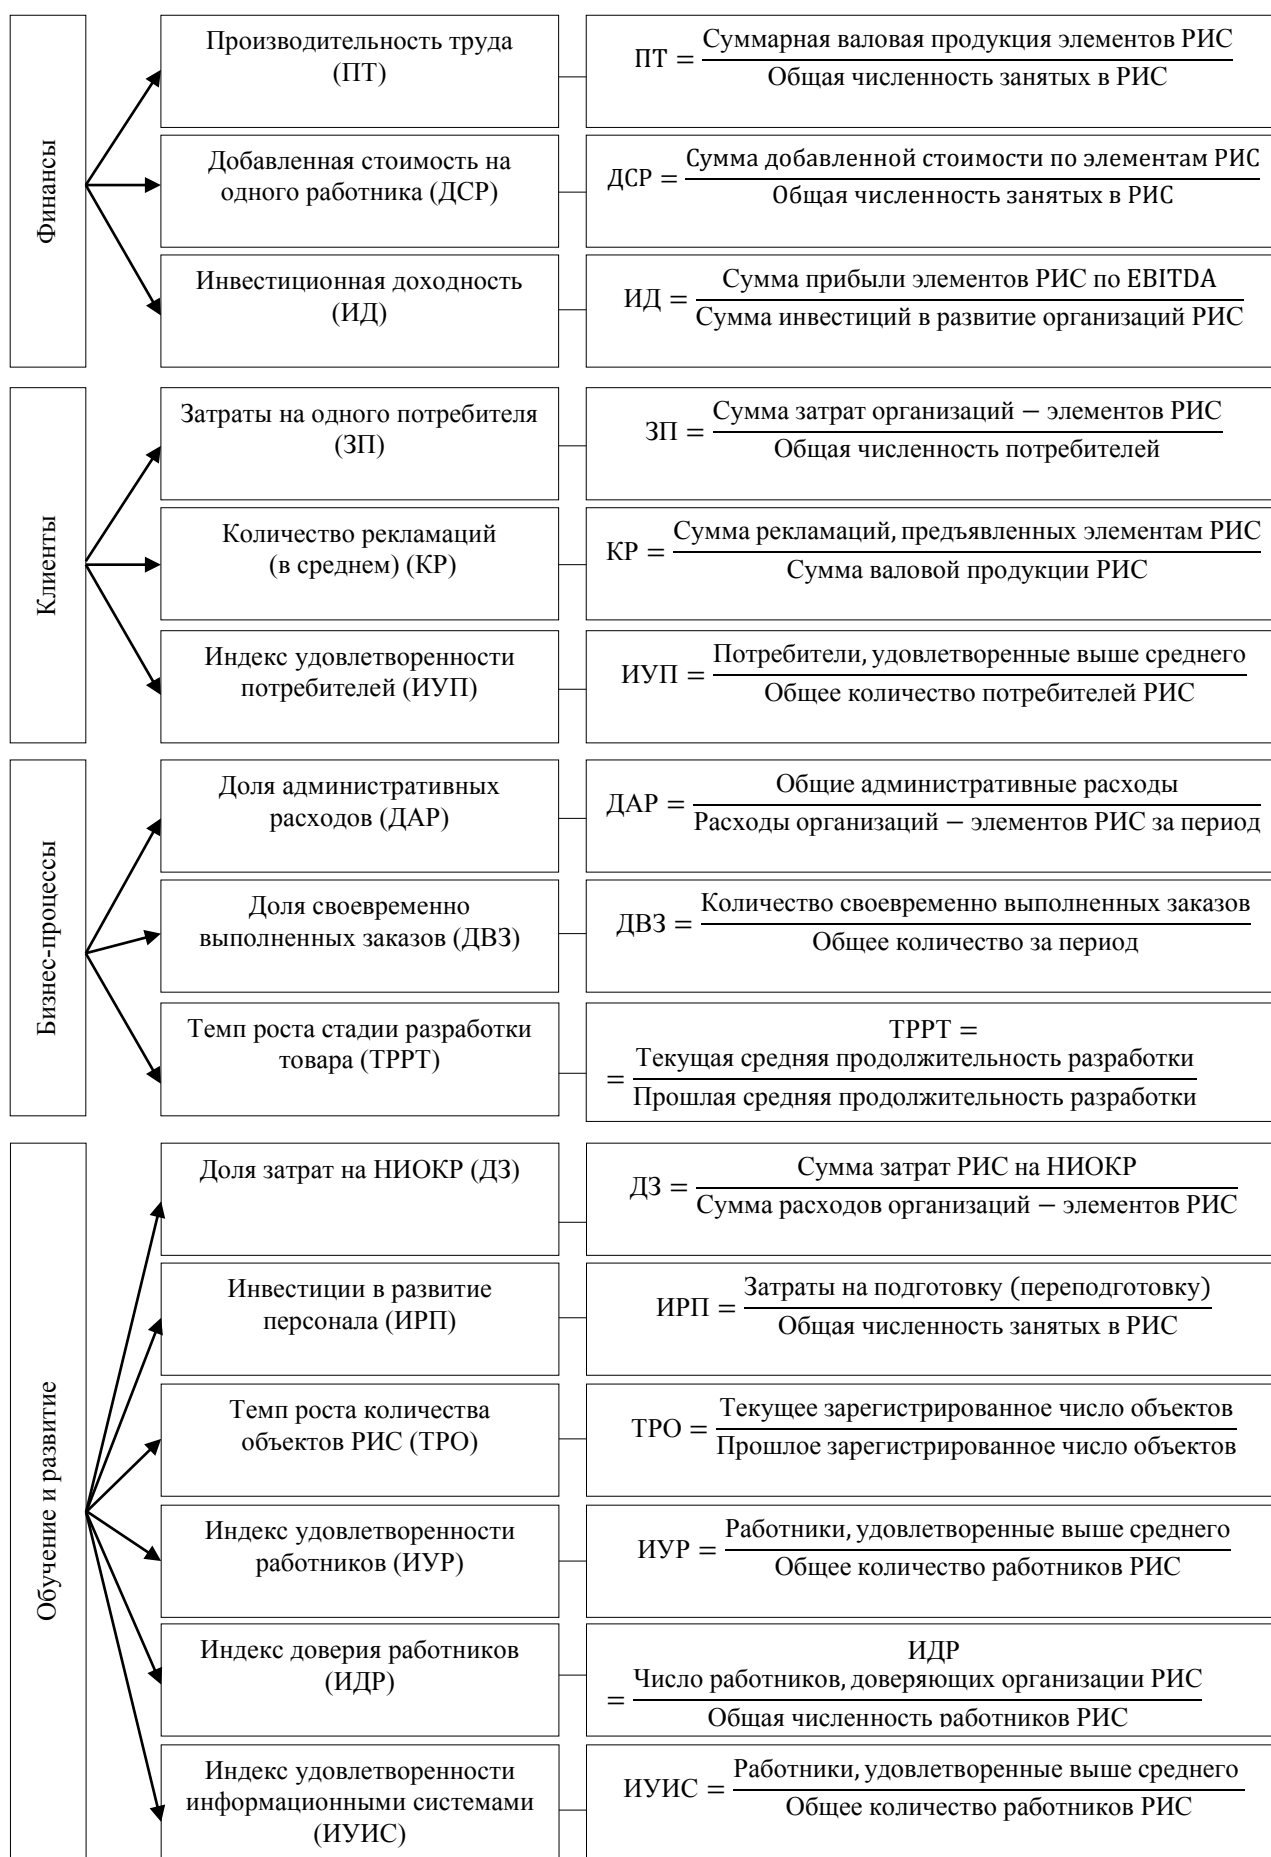 Финансы
Производительность труда
(ПТ)
ПТ = Суммарная валовая продукция элементов РИС
Общая численность занятых в РИС
Добавленная стоимость на
одного работника (ДСР)
ДСР = Сумма добавленной стоимости по элементам РИС
Общая численность занятых в РИС
Инвестиционная доходность
(ИД)
ИД = Сумма прибыли элементов РИС по EBITDA
Сумма инвестиций в развитие организаций РИС
Клиенты
Затраты на одного потребителя
(ЗП)
ЗП = Сумма затрат организаций − элементов РИС
Общая численность потребителей
Количество рекламаций
(в среднем) (КР)
КР = Сумма рекламаций, предъявленных элементам РИС
Сумма валовой продукции РИС
Индекс удовлетворенности
потребителей (ИУП)
ИУП = Потребители, удовлетворенные выше среднего
Общее количество потребителей РИС
Бизнес-процессы
Доля административных
расходов (ДАР)
ДАР = Общие административные расходы
Расходы организаций − элементов РИС за период
Доля своевременно
выполненных заказов (ДВЗ)
ДВЗ = Количество своевременно выполненных заказов
Общее количество за период
Темп роста стадии разработки
товара (ТРРТ)
ТРРТ =
= Текущая средняя продолжительность разработки
Прошлая средняя продолжительность разработки
Обучение и развитие
Доля затрат на НИОКР (ДЗ)
ДЗ = Сумма затрат РИС на НИОКР
Сумма расходов организаций − элементов РИС
Инвестиции в развитие
персонала (ИРП)
ИРП = Затраты на подготовку (переподготовку)
Общая численность занятых в РИС
Темп роста количества
объектов РИС (ТРО)
ТРО = Текущее зарегистрированное число объектов
Прошлое зарегистрированное число объектов
Индекс удовлетворенности
работников (ИУР)
ИУР = Работники, удовлетворенные выше среднего
Общее количество работников РИС
Индекс доверия работников
(ИДР)
ИДР
= Число работников, доверяющих организации РИС
Общая численность работников РИС
Индекс удовлетворенности
информационными системами
(ИУИС)
ИУИС = Работники, удовлетворенные выше среднего
Общее количество работников РИС